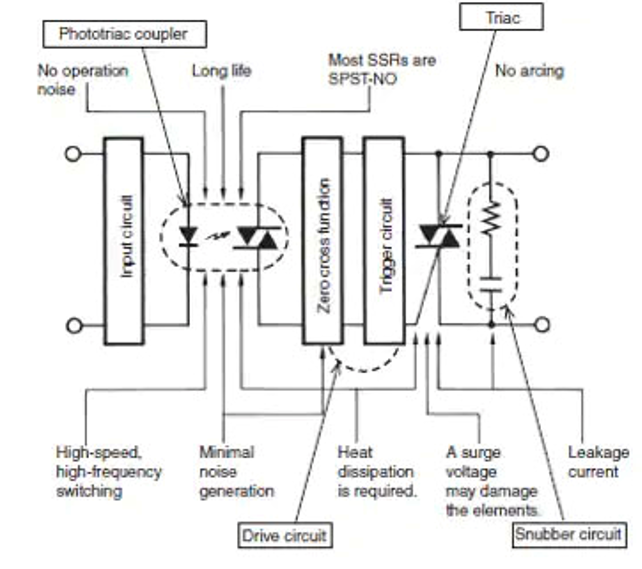 Triac
Phototriac coupler
No operation
noise
Long life
Most SSRs are
SPST-NO
No arcing
Input circuit
Zero cross function
Trigger circuit
High-speed,
high-frequency
switching
Minimal
noise
generation
Heat
dissipation
is required.
A surge
voltage
may damage
the elements.
Leakage
current
Drive circuit
Snubber circuit